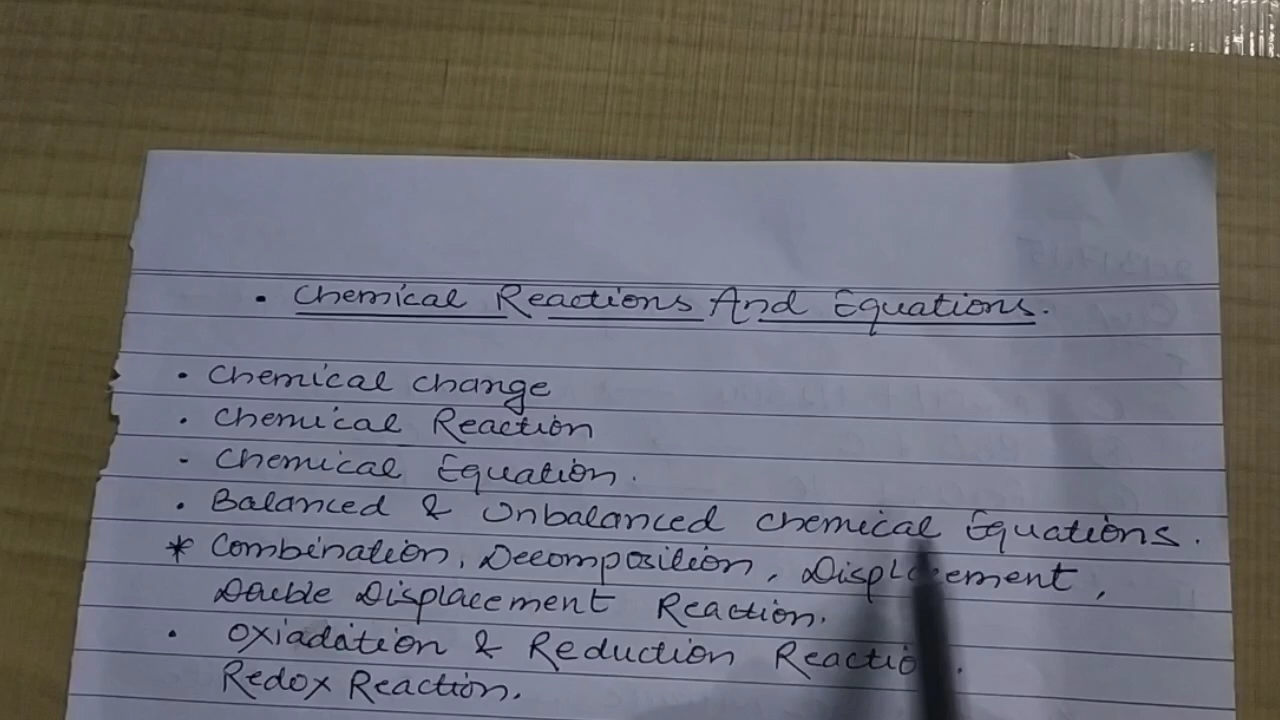 • Chemical Reactions And Equations.
• Chemical change
• Chemical Reaction
- Chemical Equation.
• Balanced & Unbalanced Chemical Equations.
* Combination, Decomposition, Displacement,
Double Displacement Reaction.
• Oxiadation & Reduction Reaction.
Redox Reaction.